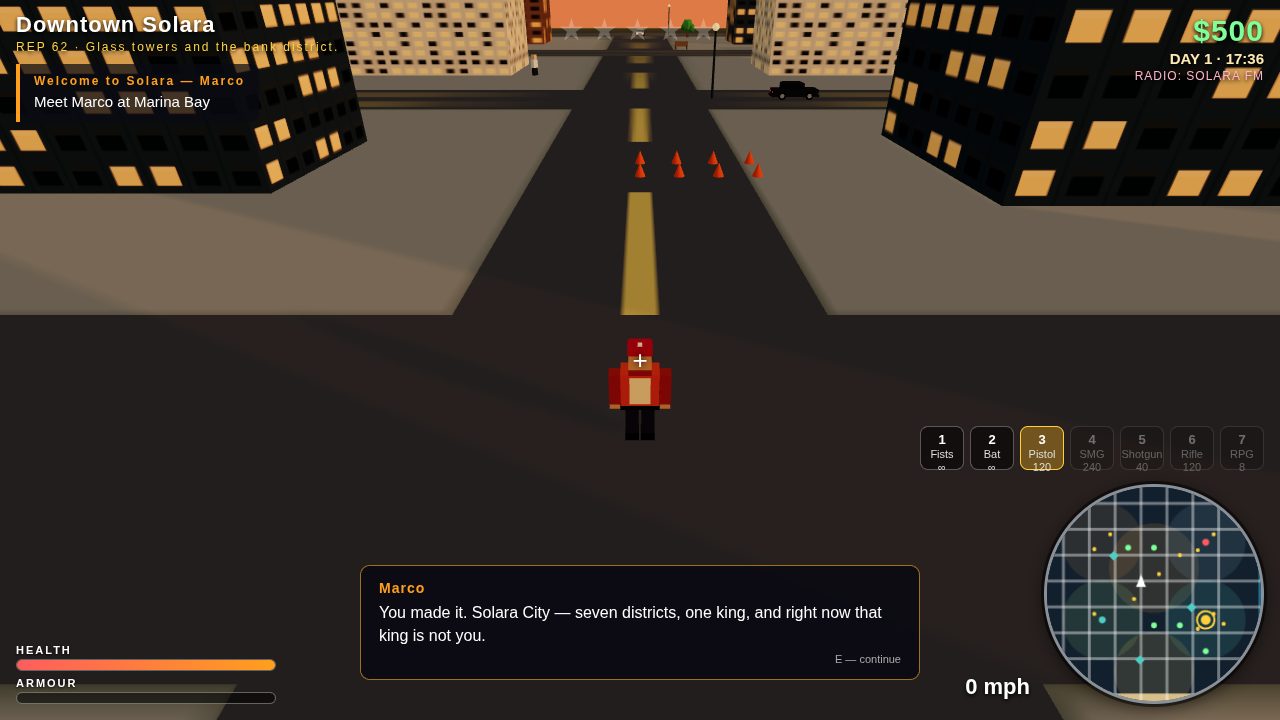 Downtown Solara
REP 62 · Glass towers and the bank district.
Welcome to Solara — Marco
Meet Marco at Marina Bay
$500
DAY 1 · 17:36
RADIO: SOLARA FM
1 2 3 4 5 6 7
Fists Bat Pistol SMG Shotgun Rifle RPG
∞ ∞ 120 240 40 120 8
Marco
You made it. Solara City — seven districts, one king, and right now that
king is not you.
E — continue
HEALTH
ARMOUR
0 mph